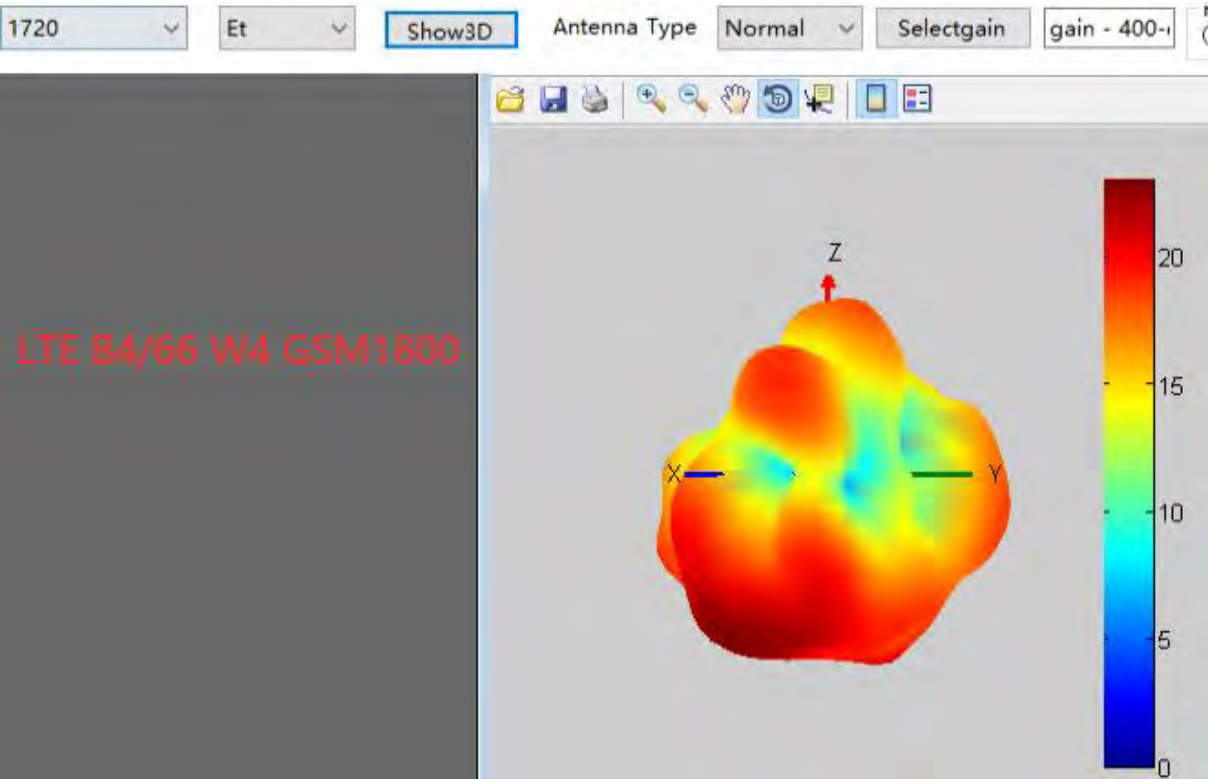 1720 Et Show3D Antenna Type Normal Selectgain gain - 400-
LTE B4/66 W4 GSM1800
Z
20
15
X Y
10
5
0